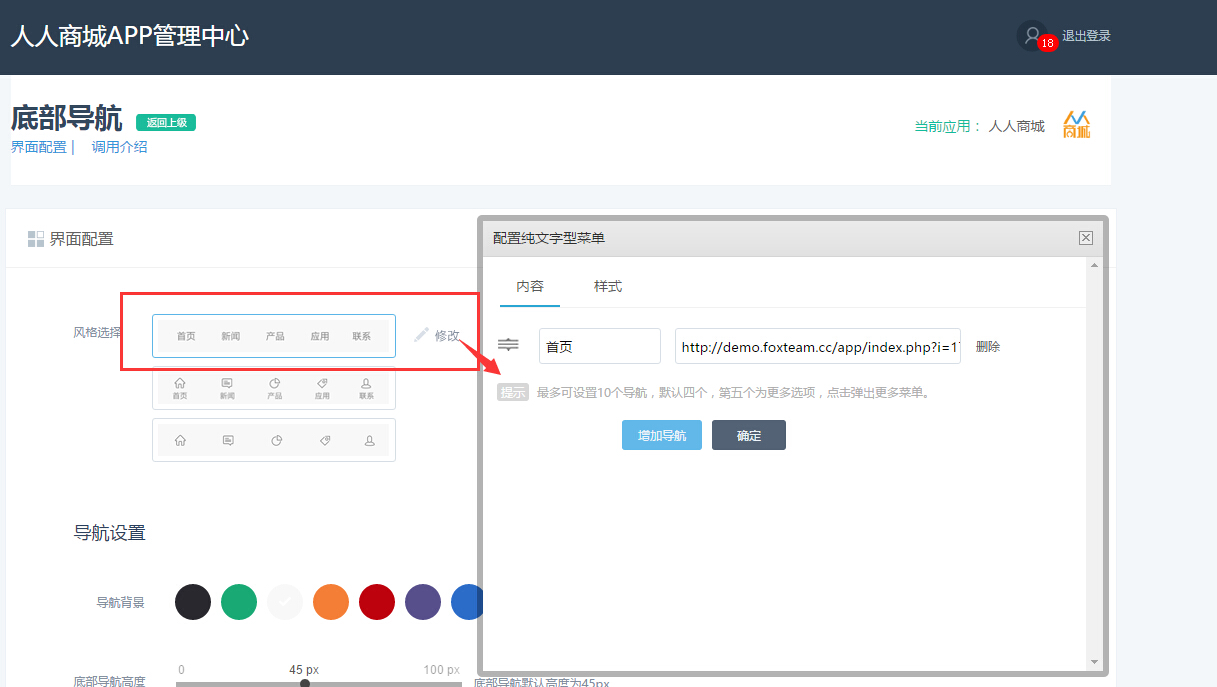 人人商城APP管理中心
18
退出登录
底部导航 返回上级
界面配置 | 调用介绍
当前应用： 人人商城
商城
界面配置
风格选择
首页 新闻 产品 应用 联系
修改
首页 新闻 产品 应用 联系
配置纯文字型菜单
内容 样式
首页 http://demo.foxteam.cc/app/index.php?i=1 删除
提示 最多可设置10个导航，默认四个，第五个为更多选项，点击弹出更多菜单。
增加导航 确定
导航设置
导航背景
0 45 px 100 px
底部导航高度
底部导航默认高度为45px